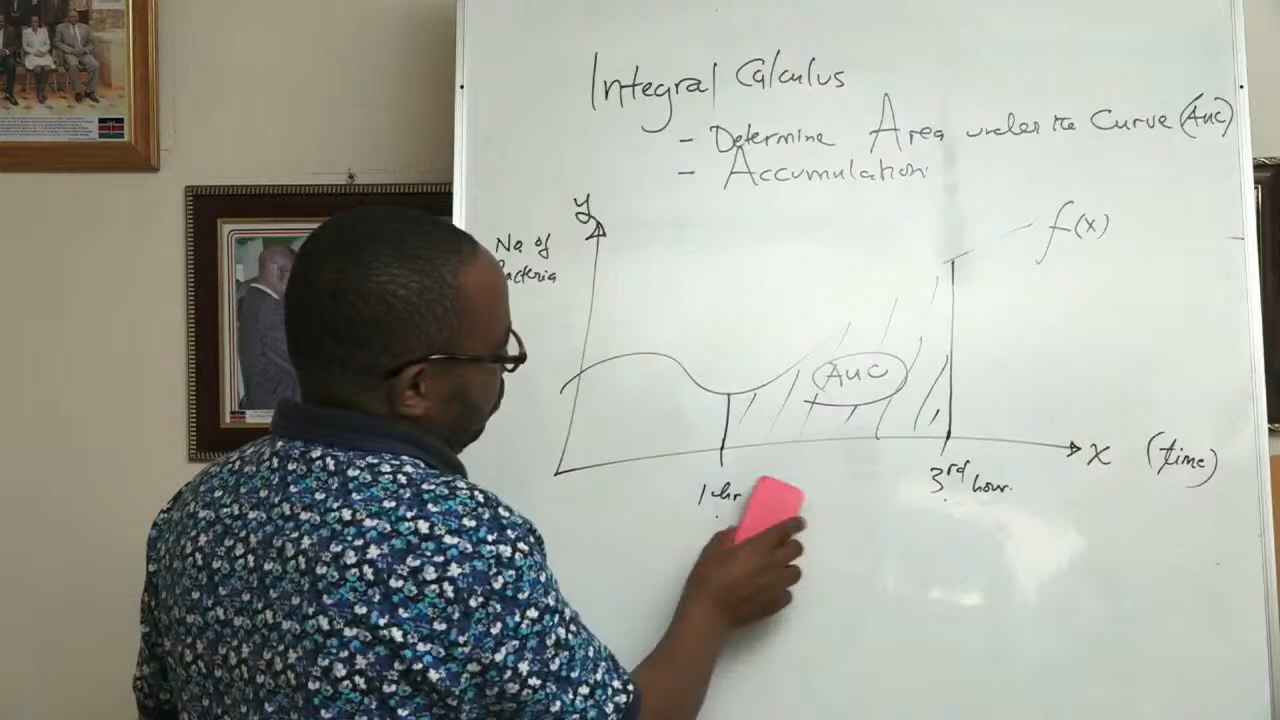 Integral Calculus
- Determine Area under the Curve (AUC)
- Accumulation
y
No of
Bacteria
f(x)
AUC
x (time)
1 hr
3rd hour.